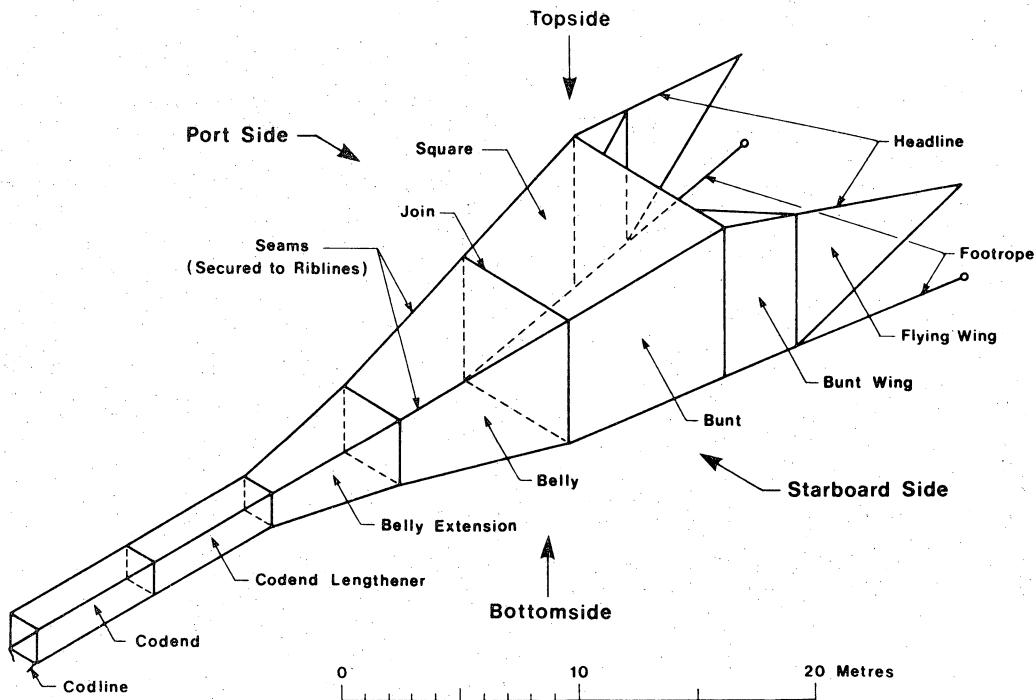 Topside
Port Side
Square
Headline
Join
Seams
(Secured to Riblines)
Footrope
Flying Wing
Bunt Wing
Bunt
Belly
Starboard Side
Belly Extension
Codend Lengthener
Bottomside
Codend
Codline
0 10 20 Metres